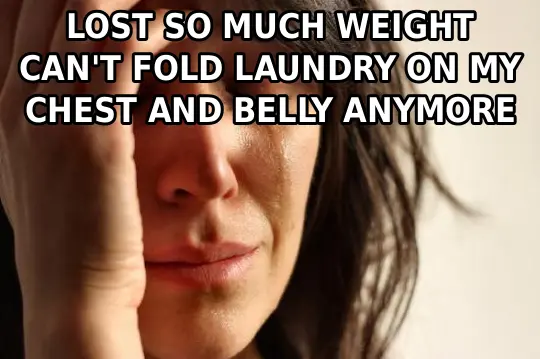 LOST SO MUCH WEIGHT
CAN'T FOLD LAUNDRY ON MY
CHEST AND BELLY ANYMORE